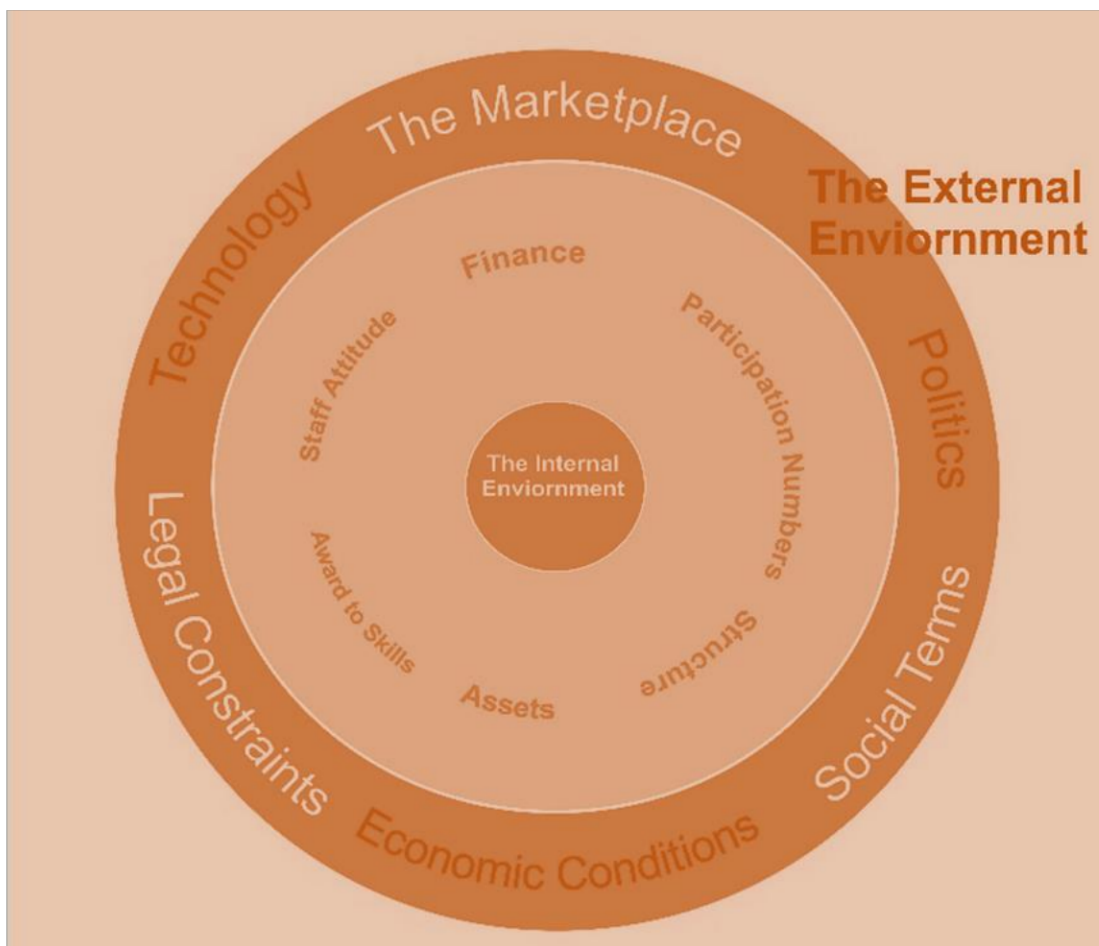 The Marketplace
The External
Enviornment
Technology
Politics
Finance
Participation Numbers
Staff Attitude
The Internal
Enviornment
Award to Skills
Structure
Assets
Legal Constraints
Social Terms
Economic Conditions